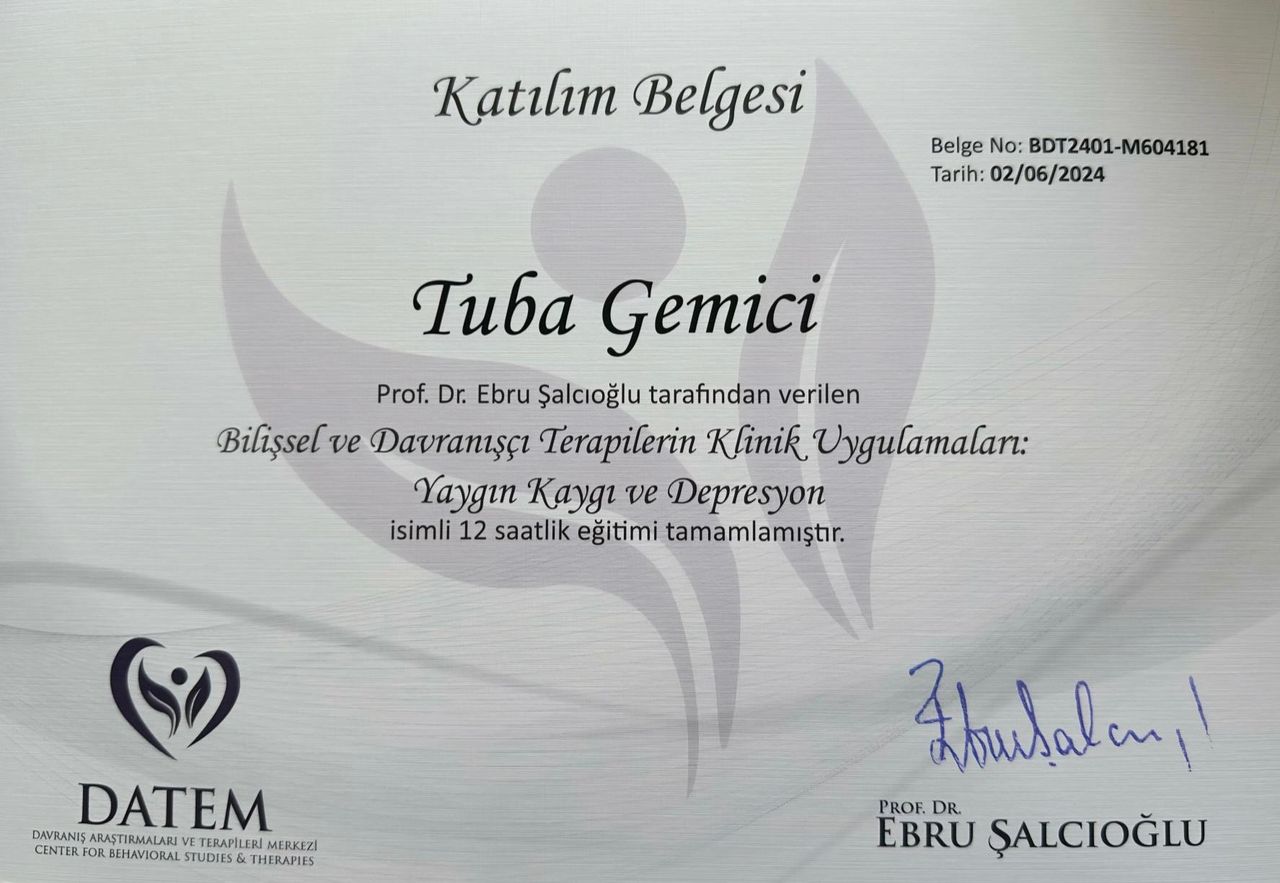 Katılım Belgesi
Belge No: BDT2401-M604181
Tarih: 02/06/2024
Tuba Gemici
Prof. Dr. Ebru Şalcıoğlu tarafından verilen
Bilişsel ve Davranışçı Terapilerin Klinik Uygulamaları:
Yaygın Kaygı ve Depresyon
isimli 12 saatlik eğitimi tamamlamıştır.
DATEM
DAVRANIŞ ARAŞTIRMALARI VE TERAPİLERİ MERKEZİ
CENTER FOR BEHAVIORAL STUDIES & THERAPIES
PROF. DR.
EBRU ŞALCIOĞLU